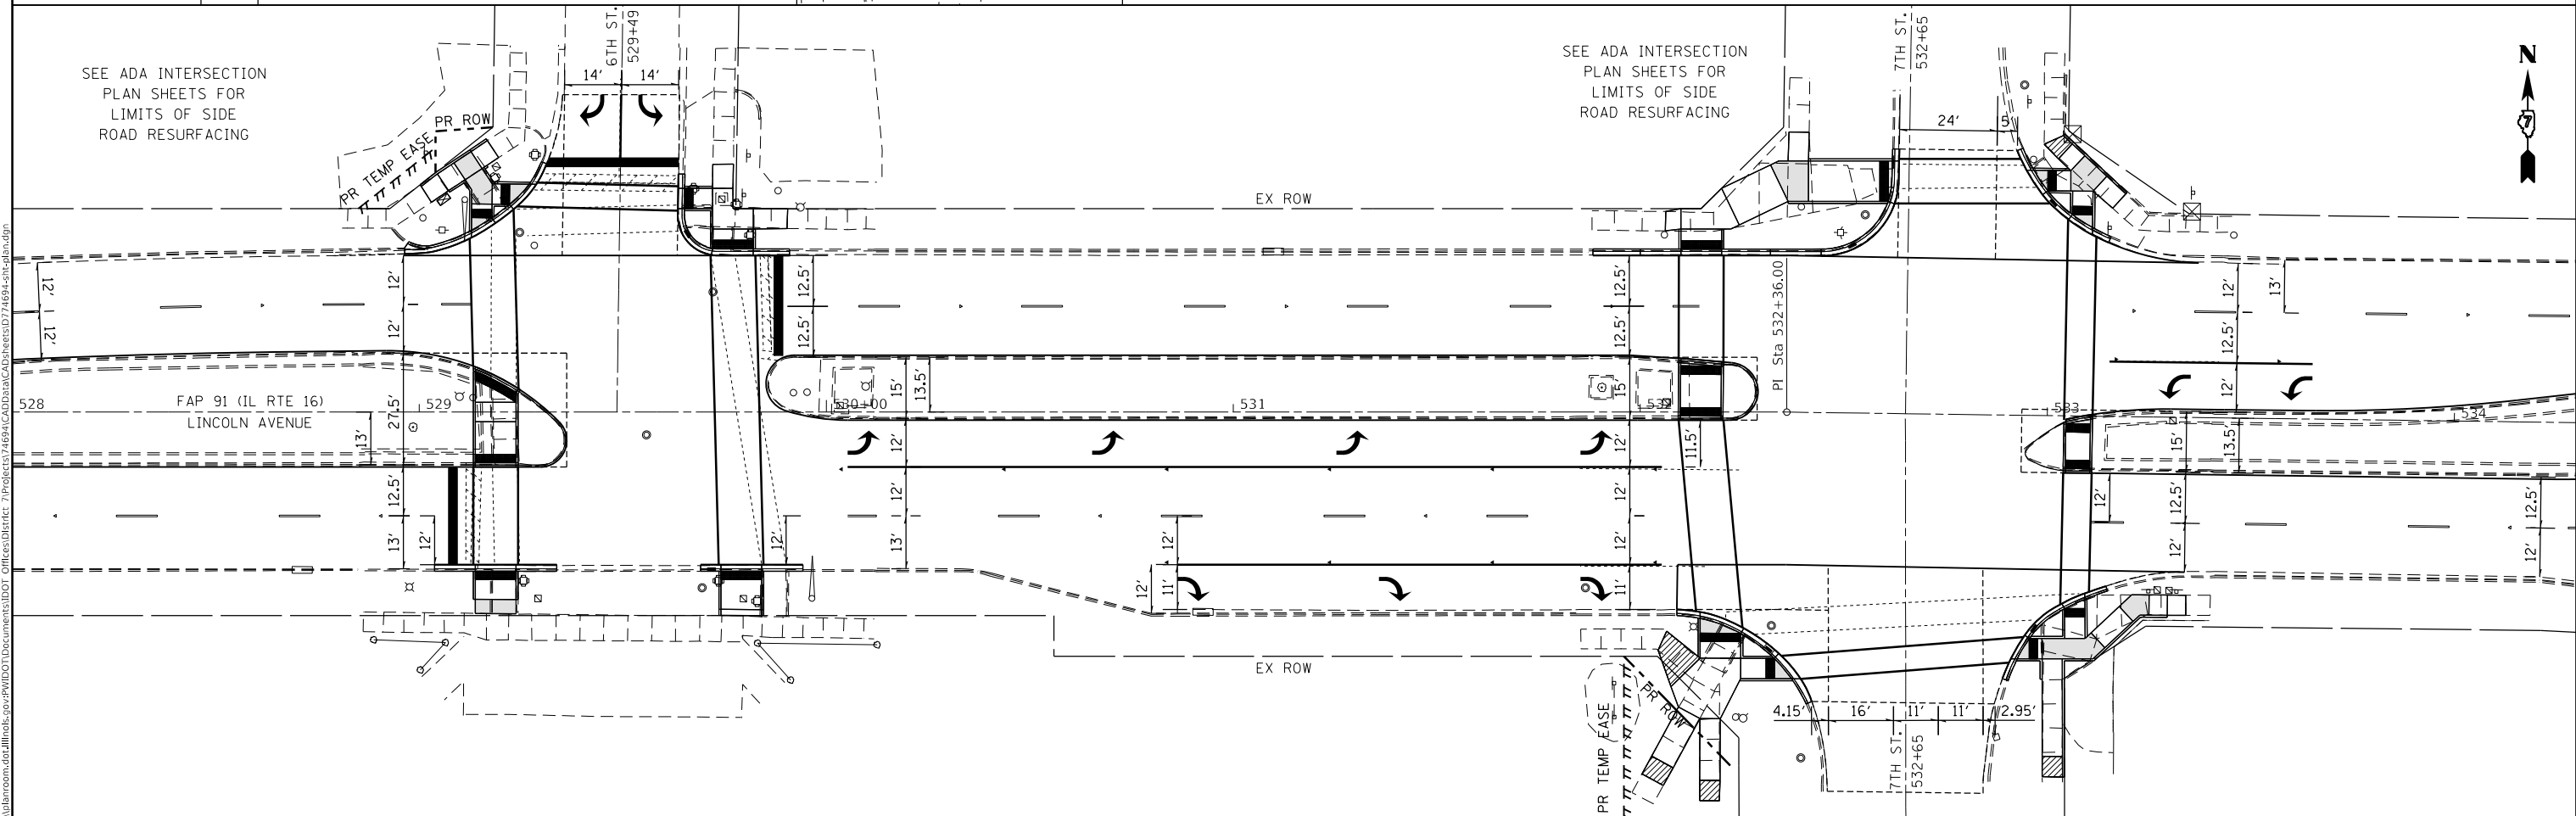 SEE ADA INTERSECTION
PLAN SHEETS FOR
LIMITS OF SIDE
ROAD RESURFACING
6TH ST.
529+49
14'
14'
PR ROW
PR TEMP EASE
SEE ADA INTERSECTION
PLAN SHEETS FOR
LIMITS OF SIDE
ROAD RESURFACING
7TH ST.
532+65
24'
5'
N
7
EX ROW
12'
12'
12'
12'
12.5'
12.5'
12.5'
12.5'
PI Sta 532+36.00
12'
13'
12.5'
12'
528
FAP 91 (IL RTE 16)
LINCOLN AVENUE
529
27.5'
13'
530+00
15'
13.5'
531
15'
532
533
534
15'
13.5'
12'
12'
11.5'
12.5'
13'
12'
12'
12'
13'
12'
12'
12'
12'
12.5'
12'
12.5'
12'
12'
11'
11'
EX ROW
PR ROW
PR TEMP EASE
4.15'
16'
11'
11'
2.95'
7TH ST.
532+65